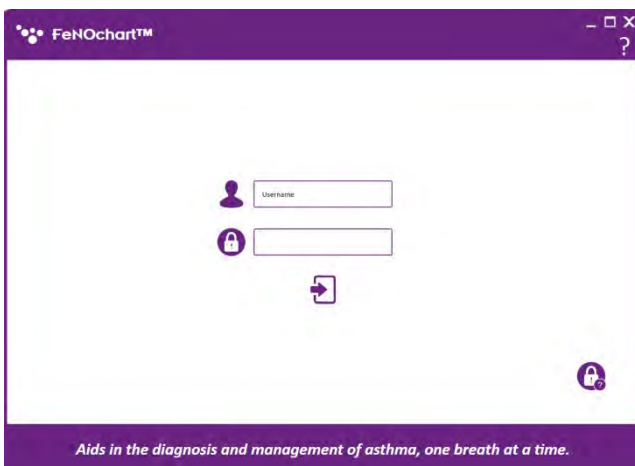 FeNOchart™
?
Username
?
Aids in the diagnosis and management of asthma, one breath at a time.